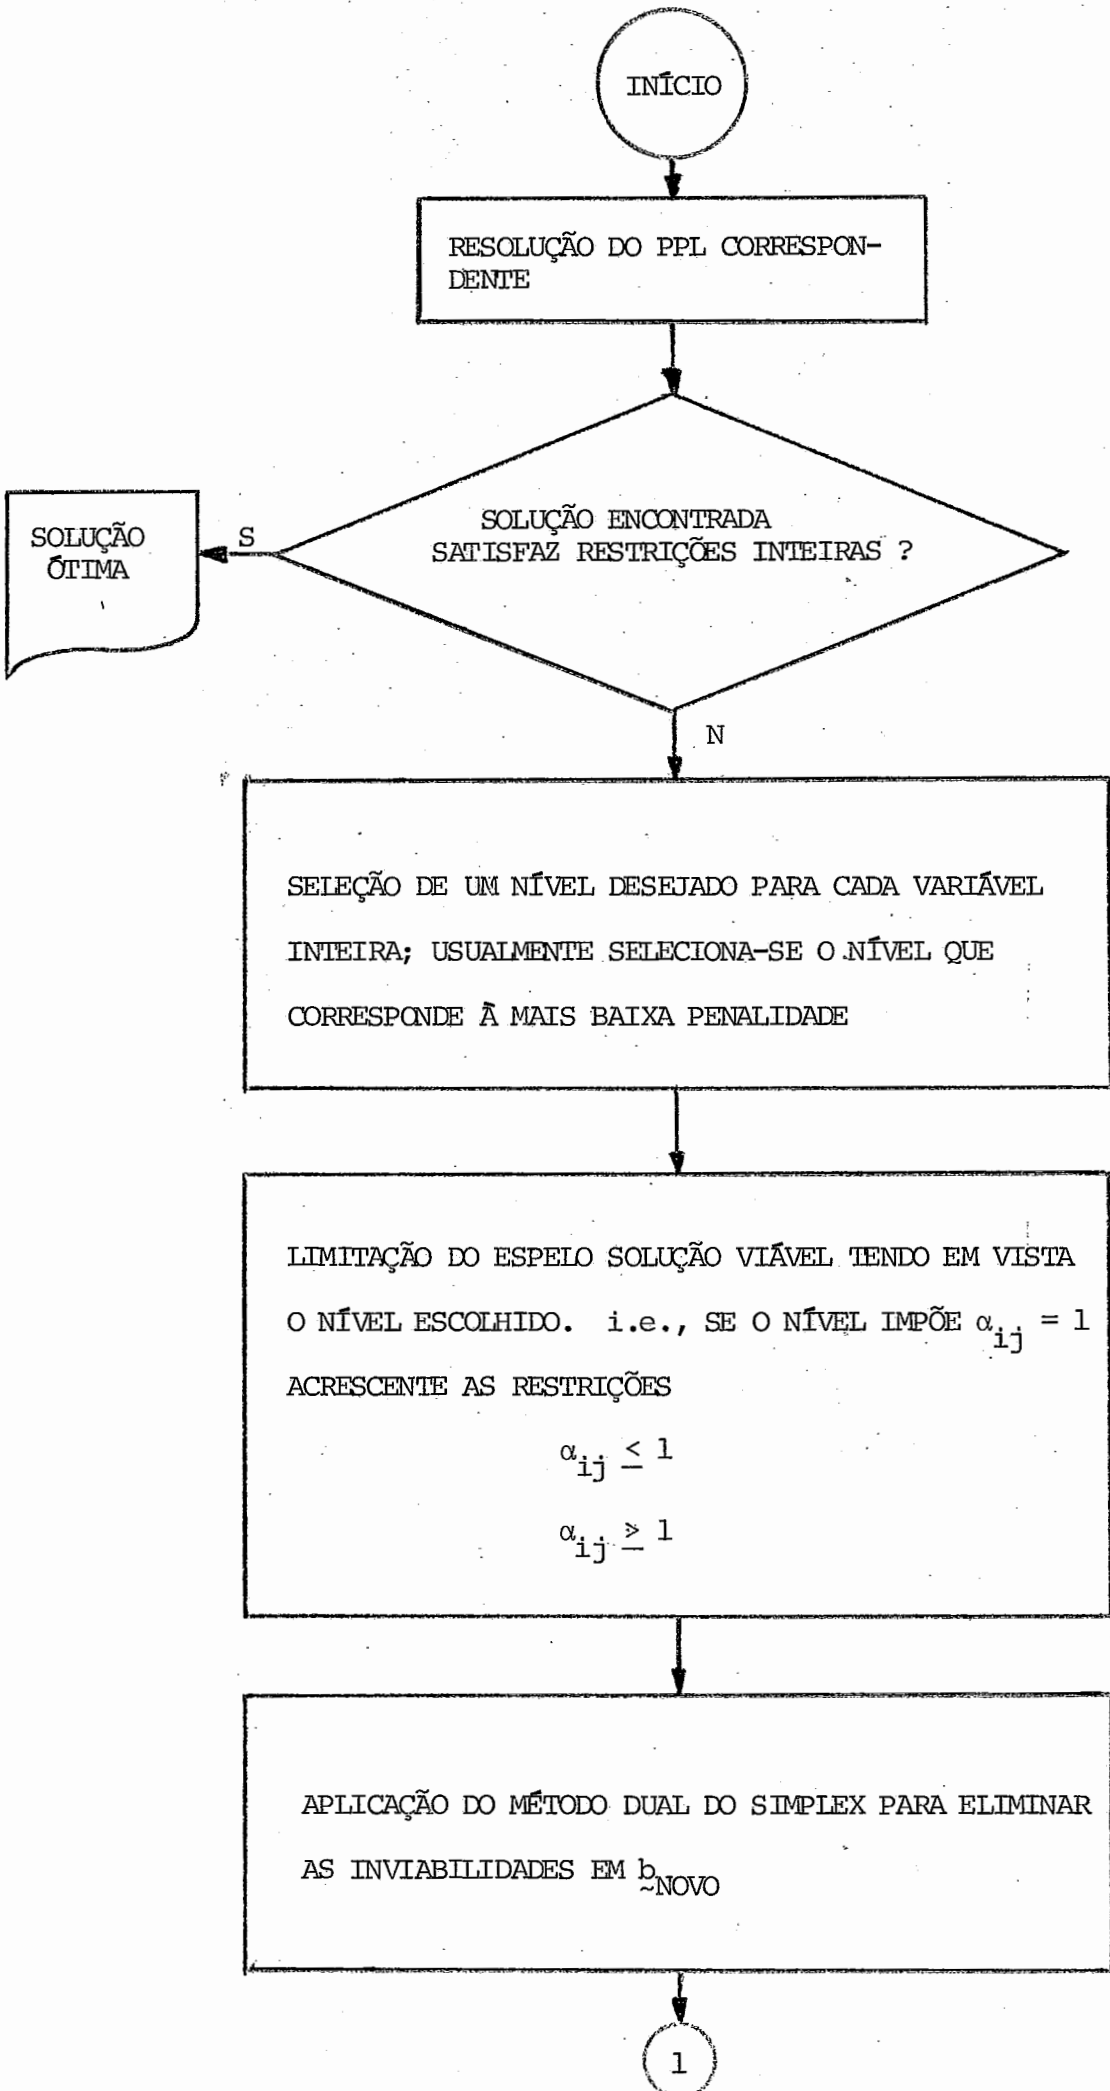 INÍCIO
RESOLUÇÃO DO PPL CORRESPON-
DENTE
SOLUÇÃO ENCONTRADA
SATISFAZ RESTRIÇÕES INTEIRAS ?
S
SOLUÇÃO
ÓTIMA
N
SELEÇÃO DE UM NÍVEL DESEJADO PARA CADA VARIÁVEL
INTEIRA; USUALMENTE SELECIONA-SE O NÍVEL QUE
CORRESPONDE À MAIS BAIXA PENALIDADE
LIMITAÇÃO DO ESPELO SOLUÇÃO VIÁVEL TENDO EM VISTA
O NÍVEL ESCOLHIDO. i.e., SE O NÍVEL IMPÕE α_ij = 1
ACRESCENTE AS RESTRIÇÕES
α_ij ≤ 1
α_ij ≥ 1
APLICAÇÃO DO MÉTODO DUAL DO SIMPLEX PARA ELIMINAR
AS INVIABILIDADES EM b_NOVO
1